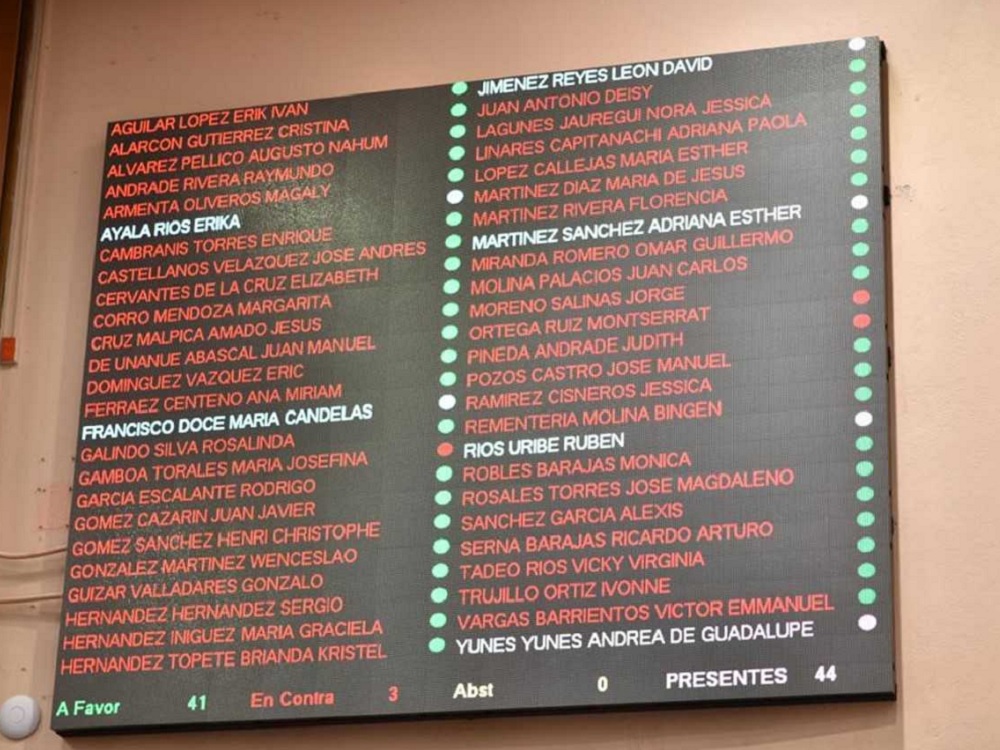 AGUILAR LOPEZ ERIK IVAN
ALARCON GUTIERREZ CRISTINA
ALVAREZ PELLICO AUGUSTO NAHUM
ANDRADE RIVERA RAYMUNDO
ARMENTA OLIVEROS MAGALY
AYALA RIOS ERIKA
CAMBRANIS TORRES ENRIQUE
CASTELLANOS VELAZQUEZ JOSE ANDRES
CERVANTES DE LA CRUZ ELIZABETH
CORRO MENDOZA MARGARITA
CRUZ MALPICA AMADO JESUS
DE UNANUE ABASCAL JUAN MANUEL
DOMINGUEZ VAZQUEZ ERIC
FERRAEZ CENTENO ANA MIRIAM
FRANCISCO DOCE MARIA CANDELAS
GALINDO SILVA ROSALINDA
GAMBOA TORALES MARIA JOSEFINA
GARCIA ESCALANTE RODRIGO
GOMEZ CAZARIN JUAN JAVIER
GOMEZ SANCHEZ HENRI CHRISTOPHE
GONZALEZ MARTINEZ WENCESLAO
GUIZAR VALLADARES GONZALO
HERNANDEZ HERNANDEZ SERGIO
HERNANDEZ INIGUEZ MARIA GRACIELA
HERNANDEZ TOPETE BRIANDA KRISTEL
JIMENEZ REYES LEON DAVID
JUAN ANTONIO DEISY
LAGUNES JAUREGUI NORA JESSICA
LINARES CAPITANACHI ADRIANA PAOLA
LOPEZ CALLEJAS MARIA ESTHER
MARTINEZ DIAZ MARIA DE JESUS
MARTINEZ RIVERA FLORENCIA
MARTINEZ SANCHEZ ADRIANA ESTHER
MIRANDA ROMERO OMAR GUILLERMO
MOLINA PALACIOS JUAN CARLOS
MORENO SALINAS JORGE
ORTEGA RUIZ MONTSERRAT
PINEDA ANDRADE JUDITH
POZOS CASTRO JOSE MANUEL
RAMIREZ CISNEROS JESSICA
REMENTERIA MOLINA BINGEN
RIOS URIBE RUBEN
ROBLES BARAJAS MONICA
ROSALES TORRES JOSE MAGDALENO
SANCHEZ GARCIA ALEXIS
SERNA BARAJAS RICARDO ARTURO
TADEO RIOS VICKY VIRGINIA
TRUJILLO ORTIZ IVONNE
VARGAS BARRIENTOS VICTOR EMMANUEL
YUNES YUNES ANDREA DE GUADALUPE
A Favor 41 En Contra 3 Abst 0 PRESENTES 44